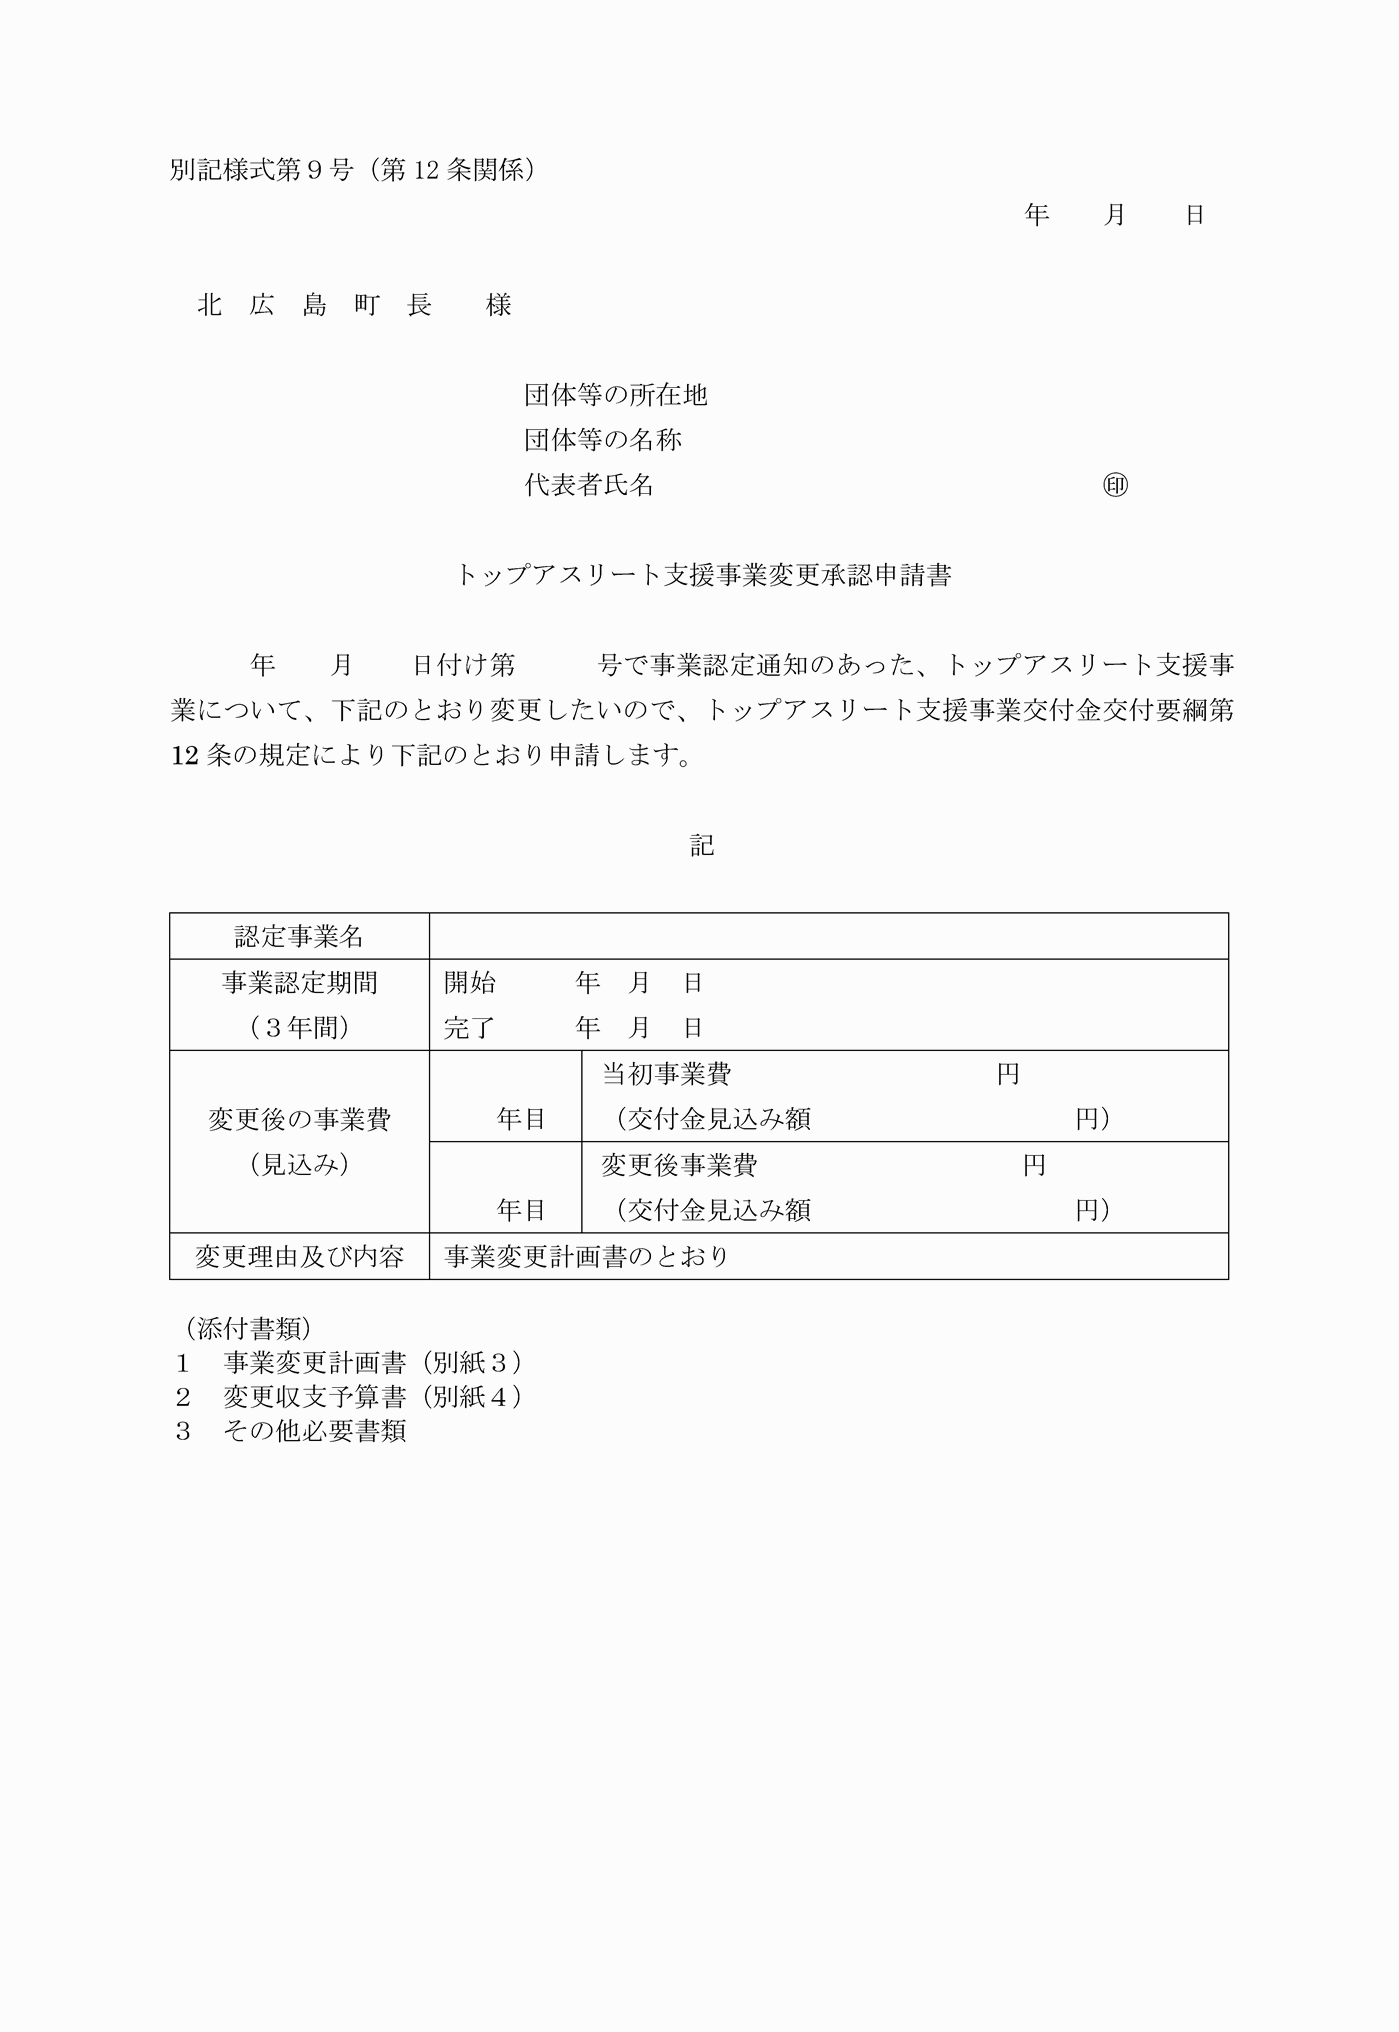 別記様式第９号（第 12 条関係）
年　　月　　日
北　広　島　町　長　　様
団体等の所在地
団体等の名称
代表者氏名　　　　　　　　　　　　　　　　　㊞
トップアスリート支援事業変更承認申請書
年　　月　　日付け第　　　号で事業認定通知のあった、トップアスリート支援事
業について、下記のとおり変更したいので、トップアスリート支援事業交付金交付要綱第
12 条の規定により下記のとおり申請します。
記
認定事業名
事業認定期間
（３年間）
開始　　　年　月　日
完了　　　年　月　日
変更後の事業費
（見込み）
年目
当初事業費　　　　　　　　　　円
（交付金見込み額　　　　　　　　　　円）
年目
変更後事業費　　　　　　　　　　円
（交付金見込み額　　　　　　　　　　円）
変更理由及び内容
事業変更計画書のとおり
（添付書類）
１　事業変更計画書（別紙３）
２　変更収支予算書（別紙４）
３　その他必要書類